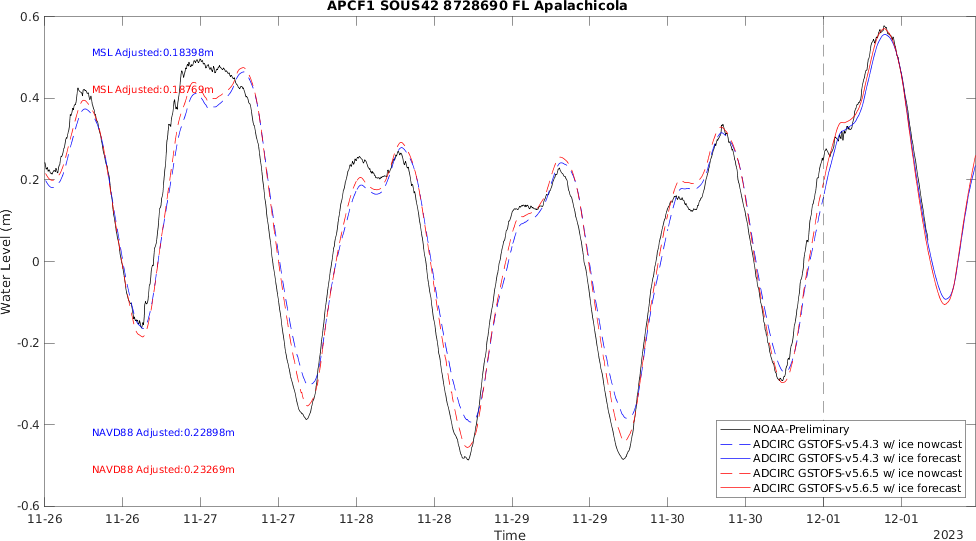 APCF1 SOUS42 8728690 FL Apalachicola
0.6
MSL Adjusted:0.18398m
MSL Adjusted:0.18769m
0.4
0.2
Water Level (m)
0
-0.2
-0.4
NAVD88 Adjusted:0.22898m
NAVD88 Adjusted:0.23269m
NOAA-Preliminary
ADCIRC GSTOFS-v5.4.3 w/ ice nowcast
ADCIRC GSTOFS-v5.4.3 w/ ice forecast
ADCIRC GSTOFS-v5.6.5 w/ ice nowcast
ADCIRC GSTOFS-v5.6.5 w/ ice forecast
-0.6
11-26 11-26 11-27 11-27 11-28 11-28 11-29 11-29 11-30 11-30 12-01 12-01
Time
2023